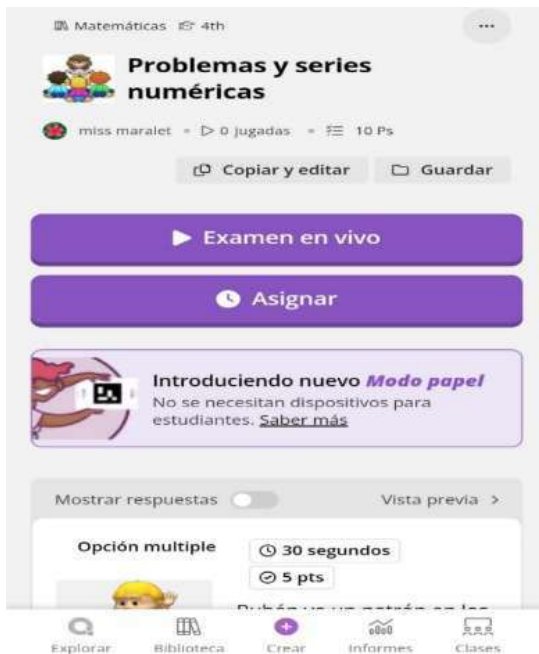 Matemáticas 4th
Problemas y series
numéricas
miss maralet • 0 jugadas • 10 Ps
Copiar y editar Guardar
Examen en vivo
Asignar
Introduciendo nuevo Modo papel
No se necesitan dispositivos para
estudiantes. Saber más
Mostrar respuestas Vista previa >
Opción multiple 30 segundos
5 pts
Explorar Biblioteca Crear Informes Clases